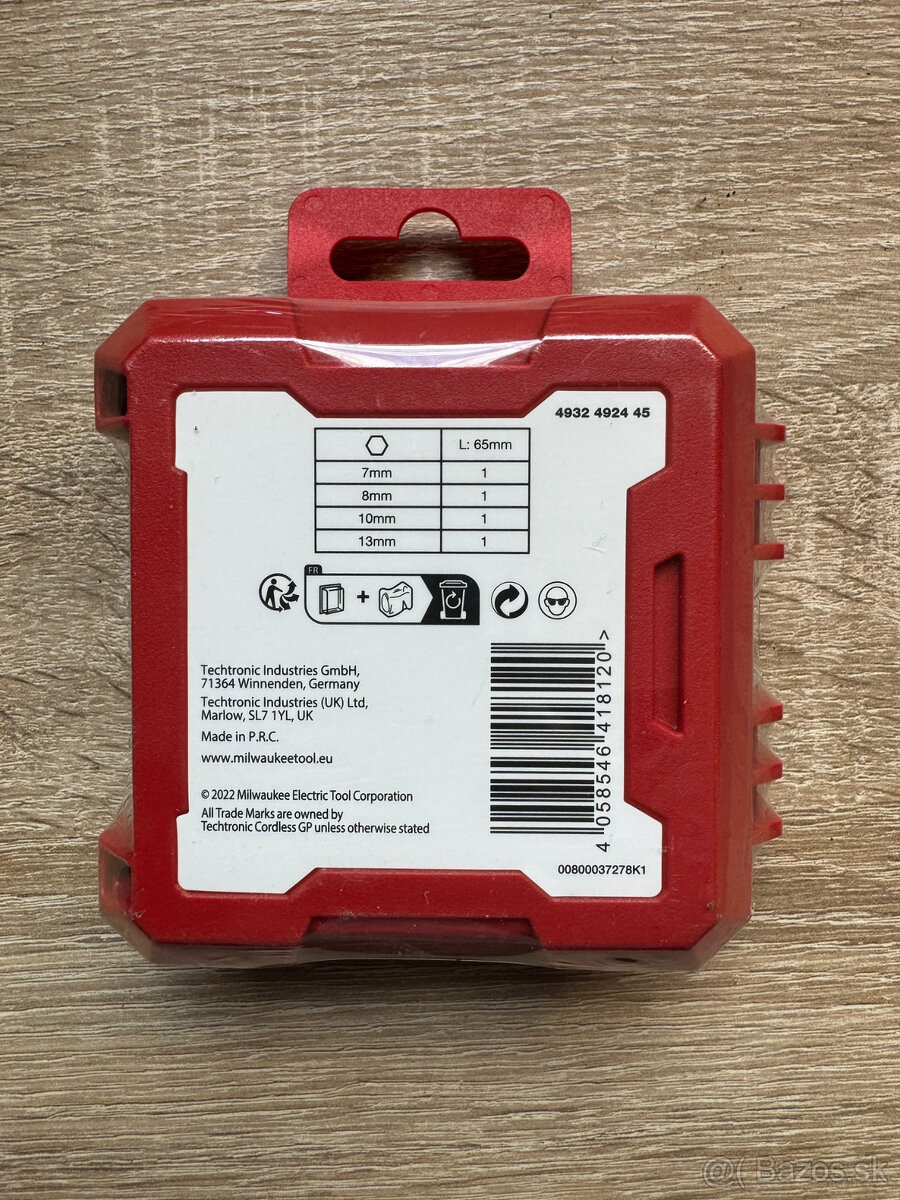 4932 4924 45
L: 65mm
7mm 1
8mm 1
10mm 1
13mm 1
FR
+
Techtronic Industries GmbH,
71364 Winnenden, Germany
Techtronic Industries (UK) Ltd,
Marlow, SL7 1YL, UK
Made in P.R.C.
www.milwaukeetool.eu
© 2022 Milwaukee Electric Tool Corporation
All Trade Marks are owned by
Techtronic Cordless GP unless otherwise stated
4 058546 418120 >
00800037278K1
@( Bazos.sk